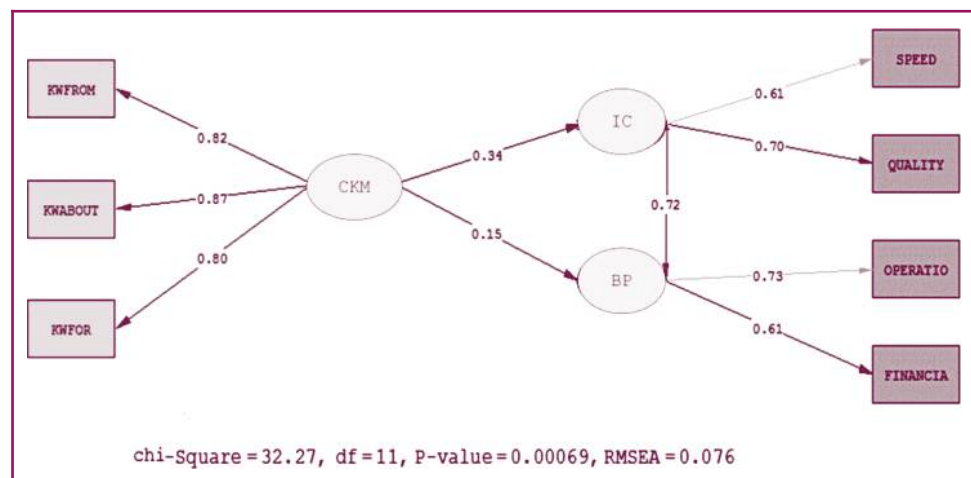 SPEED
KWFROM
0.61
IC
0.82
0.34
0.70
QUALITY
CKM
KWABOUT
0.87
0.72
0.15
OPERATIO
0.80
BP
0.73
KWFOR
0.61
FINANCIA
chi-Square=32.27, df=11, P-value=0.00069, RMSEA=0.076